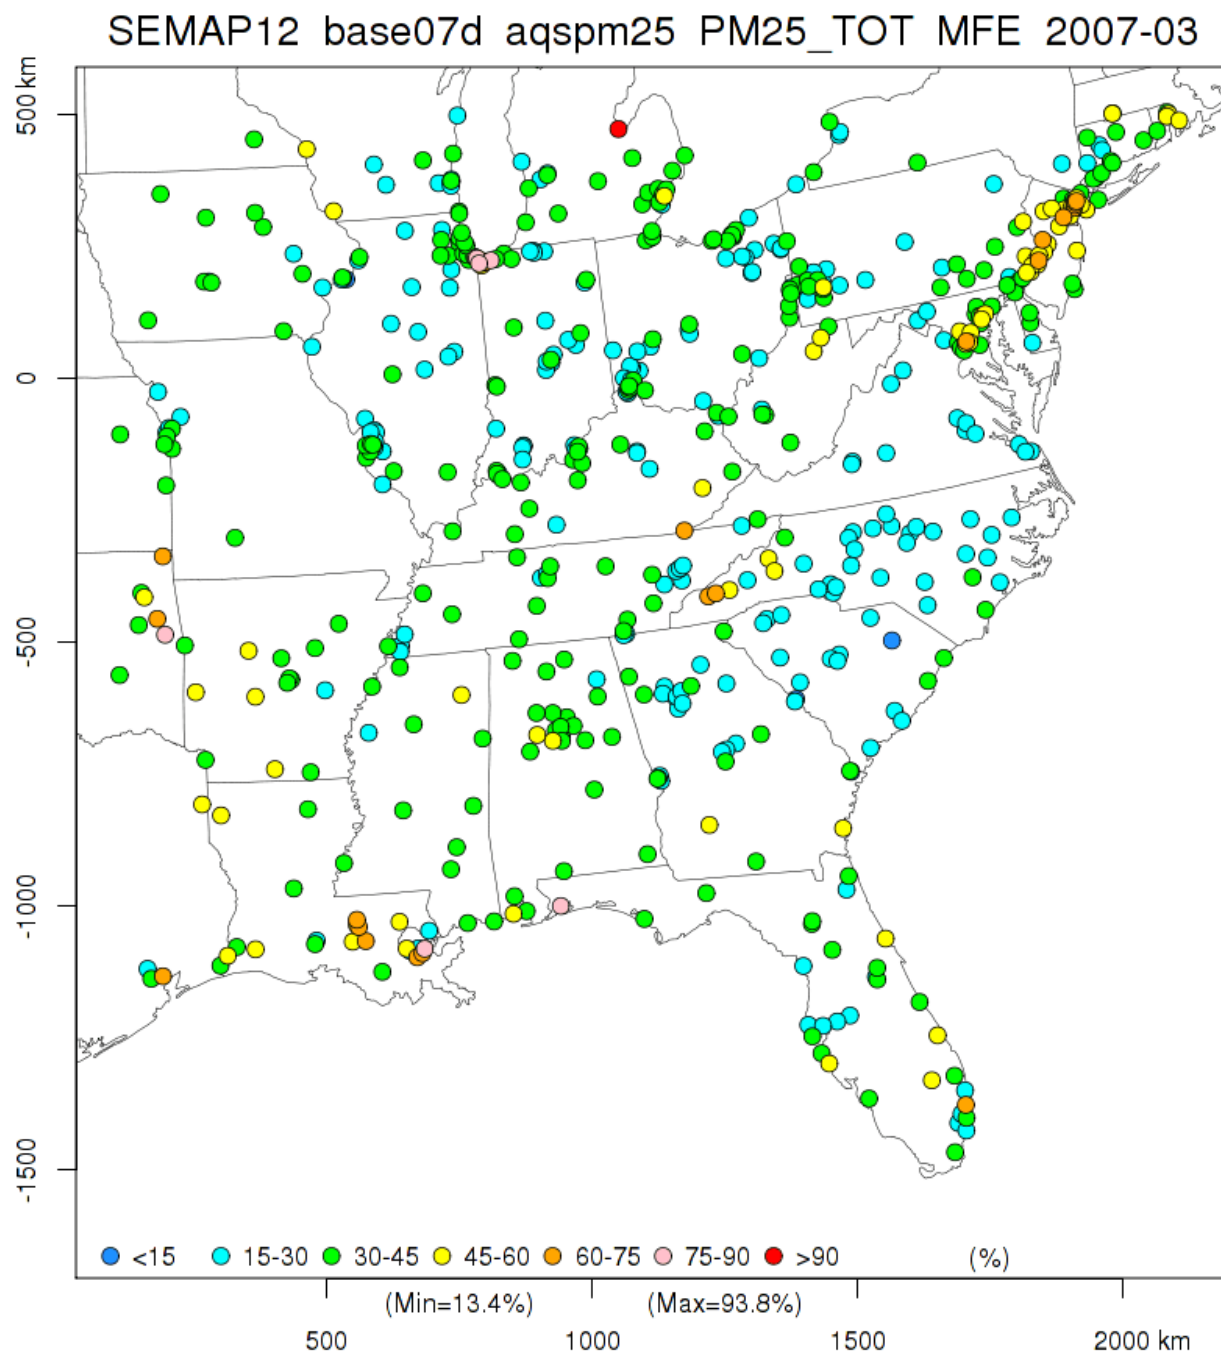 SEMAP12 base07d aqspm25 PM25_TOT MFE 2007-03
500 km
0
-500
-1000
-1500
<15 15-30 30-45 45-60 60-75 75-90 >90 (%)
(Min=13.4%) (Max=93.8%)
500 1000 1500 2000 km